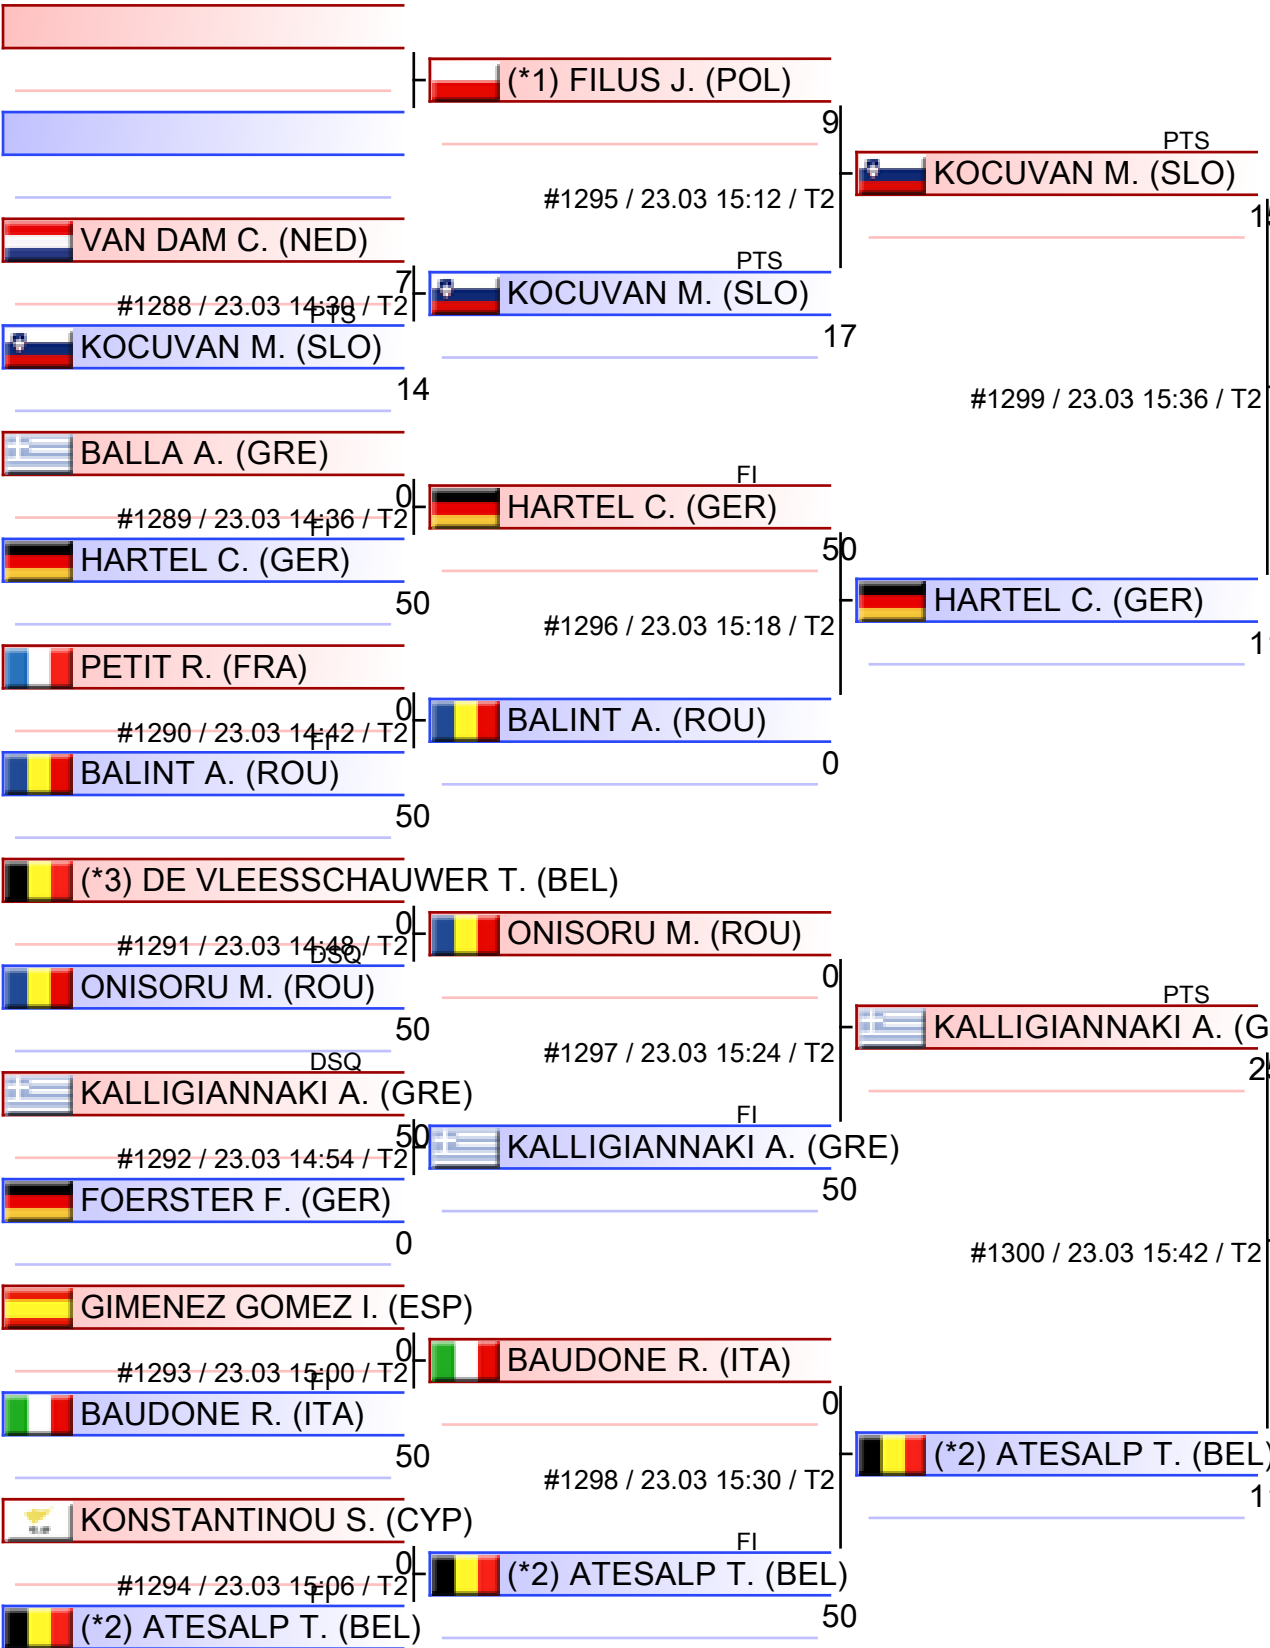 (*1) FILUS J. (POL)
9
PTS
KOCUVAN M. (SLO)
#1295 / 23.03 15:12 / T2
VAN DAM C. (NED)
7
#1288 / 23.03 14:30 / T2
PTS
KOCUVAN M. (SLO)
14
PTS
KOCUVAN M. (SLO)
17
#1299 / 23.03 15:36 / T2
BALLA A. (GRE)
0
#1289 / 23.03 14:36 / T2
FI
HARTEL C. (GER)
50
FI
HARTEL C. (GER)
50
#1296 / 23.03 15:18 / T2
HARTEL C. (GER)
PETIT R. (FRA)
0
#1290 / 23.03 14:42 / T2
FI
BALINT A. (ROU)
50
BALINT A. (ROU)
0
(*3) DE VLEESSCHAUWER T. (BEL)
0
#1291 / 23.03 14:48 / T2
DSQ
ONISORU M. (ROU)
50
ONISORU M. (ROU)
0
#1297 / 23.03 15:24 / T2
PTS
KALLIGIANNAKI A. (G
DSQ
KALLIGIANNAKI A. (GRE)
50
#1292 / 23.03 14:54 / T2
FOERSTER F. (GER)
0
FI
KALLIGIANNAKI A. (GRE)
50
#1300 / 23.03 15:42 / T2
GIMENEZ GOMEZ I. (ESP)
0
#1293 / 23.03 15:00 / T2
FI
BAUDONE R. (ITA)
50
BAUDONE R. (ITA)
0
#1298 / 23.03 15:30 / T2
(*2) ATESALP T. (BEL)
KONSTANTINOU S. (CYP)
0
#1294 / 23.03 15:06 / T2
FI
(*2) ATESALP T. (BEL)
FI
(*2) ATESALP T. (BEL)
50